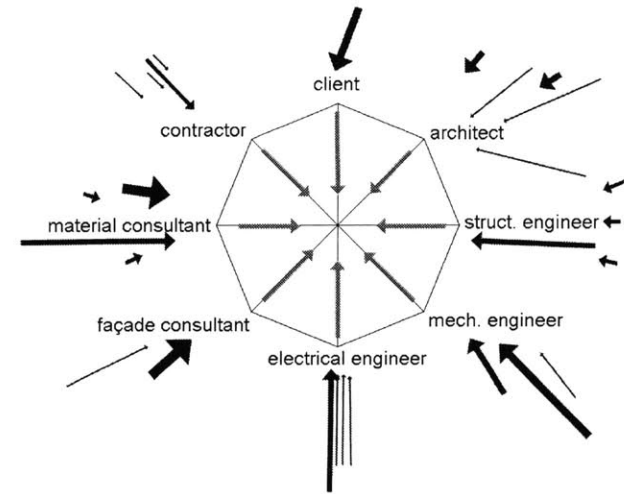 client
contractor
architect
material consultant
struct. engineer
façade consultant
mech. engineer
electrical engineer